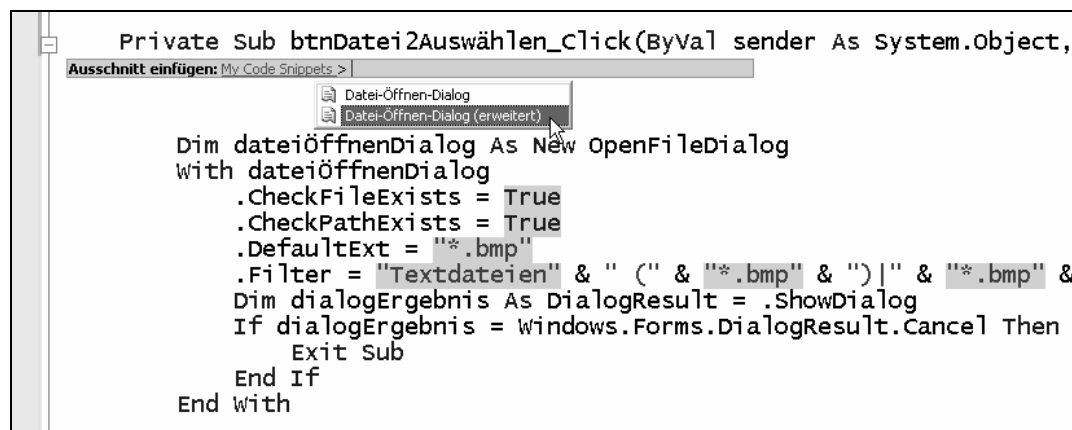 Private Sub btnDatei2Auswählen_Click(ByVal sender As System.Object,
Ausschnitt einfügen: My Code Snippets >
Datei-Öffnen-Dialog
Datei-Öffnen-Dialog (erweitert)
Dim dateiÖffnenDialog As New OpenFileDialog
With dateiÖffnenDialog
.CheckFileExists = True
.CheckPathExists = True
.DefaultExt = "*.bmp"
.Filter = "Textdateien" & " (" & "*.bmp" & ")|" & "*.bmp" &
Dim dialogErgebnis As DialogResult = .ShowDialog
If dialogErgebnis = Windows.Forms.DialogResult.Cancel Then
Exit Sub
End If
End With